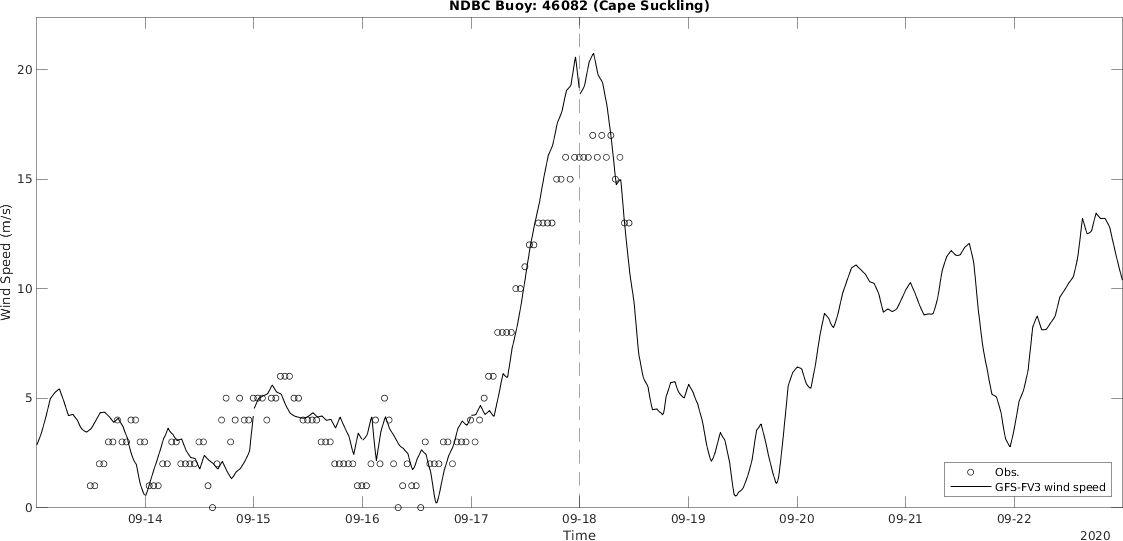 NDBC Buoy: 46082 (Cape Suckling)
Wind Speed (m/s)
20
15
10
5
0
09-14 09-15 09-16 09-17 09-18 09-19 09-20 09-21 09-22
Time
2020
Obs.
GFS-FV3 wind speed